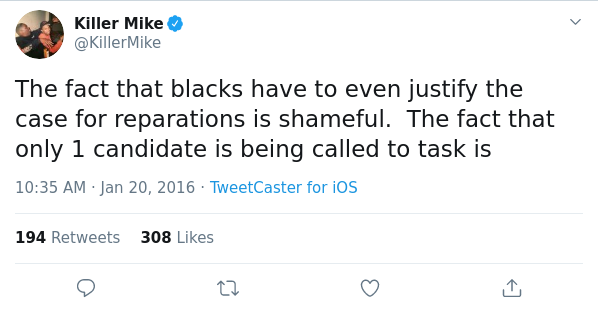 Killer Mike
@KillerMike
The fact that blacks have to even justify the
case for reparations is shameful.  The fact that
only 1 candidate is being called to task is
10:35 AM · Jan 20, 2016 · TweetCaster for iOS
194 Retweets 308 Likes